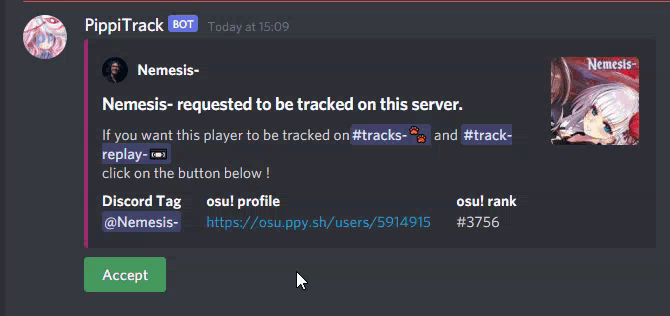 PippiTrack BOT Today at 15:09
Nemesis-
Nemesis-
Nemesis- requested to be tracked on this server.
If you want this player to be tracked on #tracks-🐾 and #track-
replay-📼
click on the button below !
Discord Tag osu! profile osu! rank
@Nemesis- https://osu.ppy.sh/users/5914915 #3756
Accept